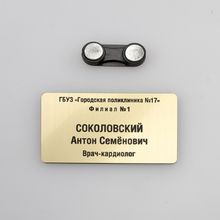 ГБУЗ «Городская поликлиника №17»
Филиал №1
СОКОЛОВСКИЙ
Антон Семёнович
Врач-кардиолог